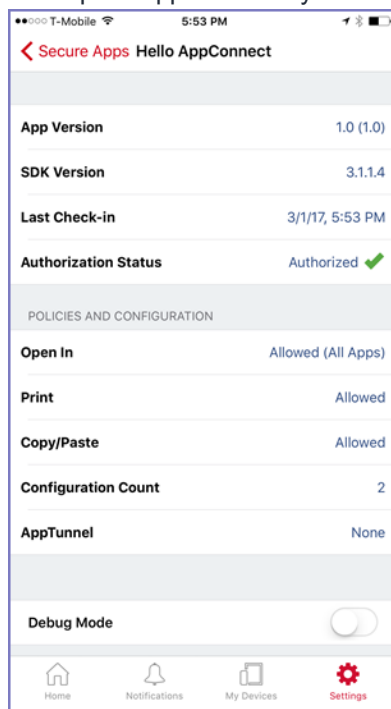 T-Mobile 5:53 PM
Secure Apps Hello AppConnect
App Version 1.0 (1.0)
SDK Version 3.1.1.4
Last Check-in 3/1/17, 5:53 PM
Authorization Status Authorized
POLICIES AND CONFIGURATION
Open In Allowed (All Apps)
Print Allowed
Copy/Paste Allowed
Configuration Count 2
AppTunnel None
Debug Mode
Home Notifications My Devices Settings